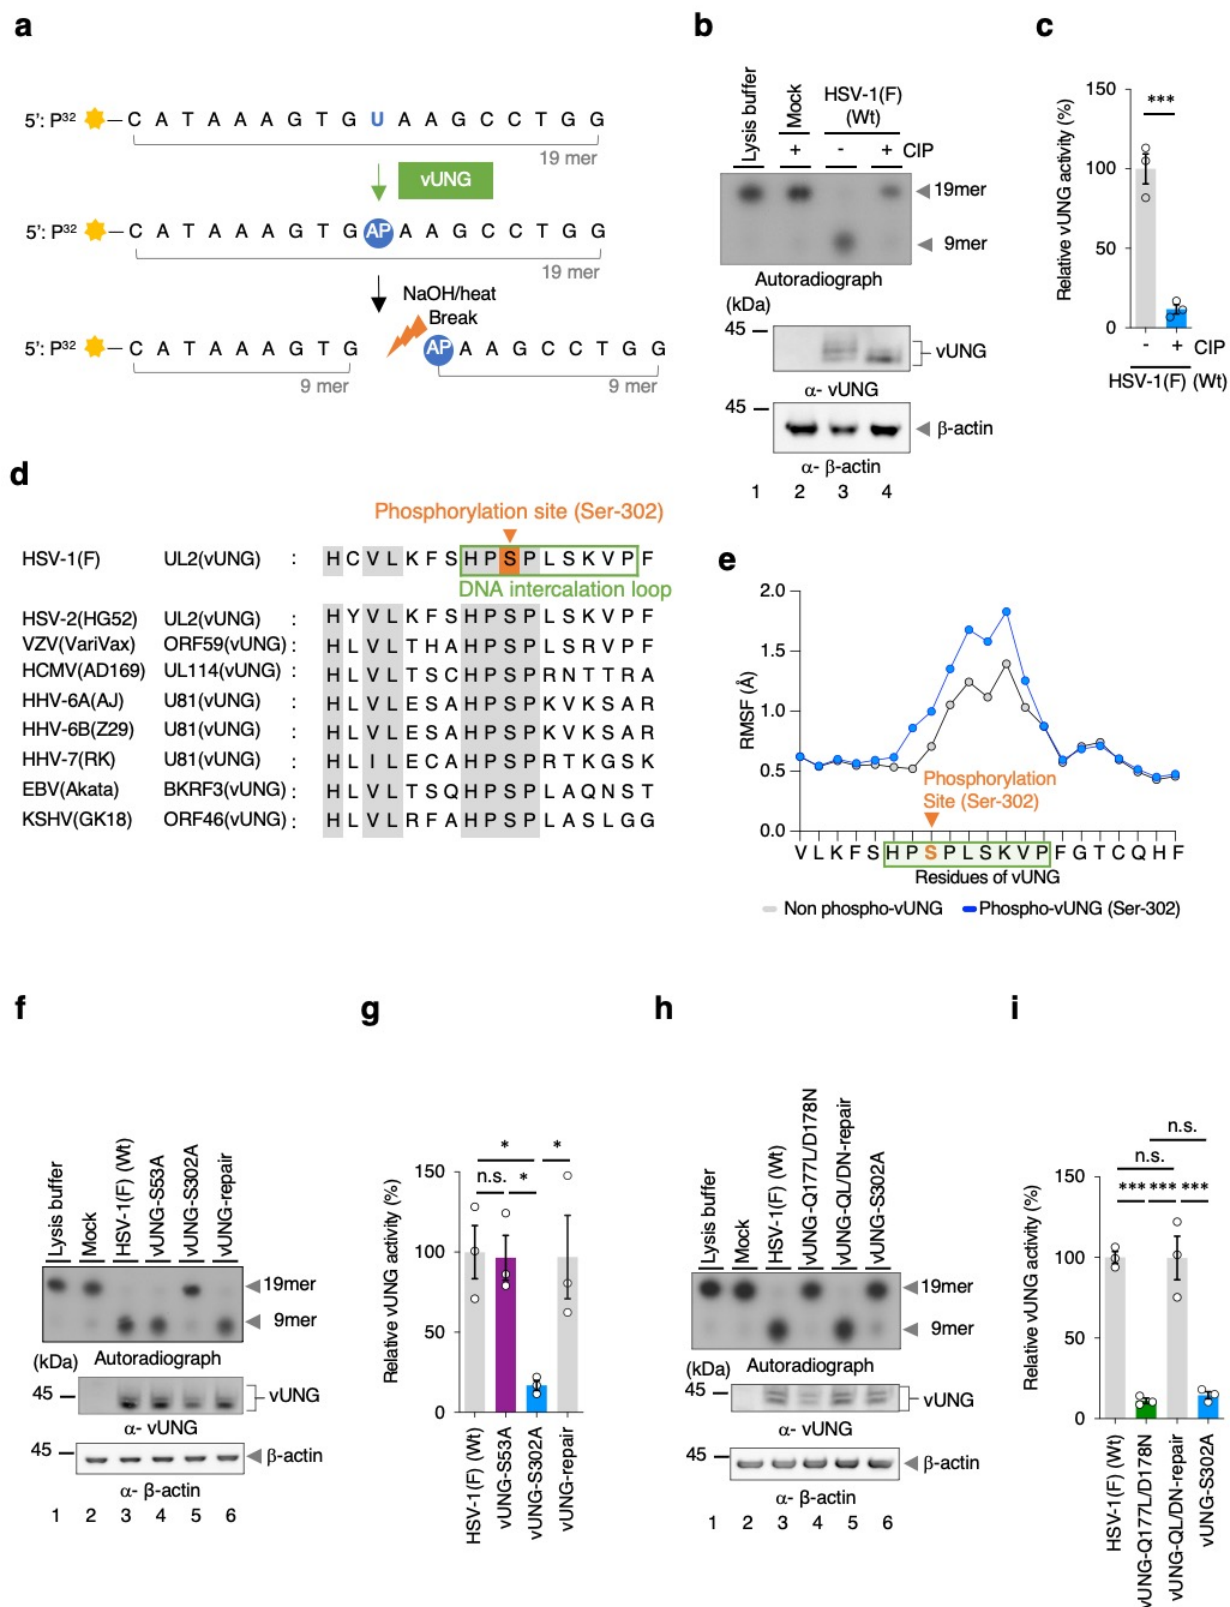 a
5': P³² C A T A A A G T G U A A G C C T G G
19 mer
vUNG
5': P³² C A T A A A G T G AP A A G C C T G G
19 mer
NaOH/heat
Break
5': P³² C A T A A A G T G AP A A G C C T G G
9 mer 9 mer
b
Lysis buffer
Mock
HSV-1(F)
(Wt)
+ - + CIP
19mer
9mer
Autoradiograph
(kDa)
45
vUNG
α- vUNG
45
β-actin
α- β-actin
1 2 3 4
c
Relative vUNG activity (%)
150
100
50
0
***
- + CIP
HSV-1(F) (Wt)
d
Phosphorylation site (Ser-302)
HSV-1(F) UL2(vUNG) : H C V L K F S H P S P L S K V P F
DNA intercalation loop
HSV-2(HG52) UL2(vUNG) : H Y V L K F S H P S P L S K V P F
VZV(VariVax) ORF59(vUNG) : H L V L T H A H P S P L S R V P F
HCMV(AD169) UL114(vUNG) : H L V L T S C H P S P R N T T R A
HHV-6A(AJ) U81(vUNG) : H L V L E S A H P S P K V K S A R
HHV-6B(Z29) U81(vUNG) : H L V L E S A H P S P K V K S A R
HHV-7(RK) U81(vUNG) : H L I L E C A H P S P R T K G S K
EBV(Akata) BKRF3(vUNG) : H L V L T S Q H P S P L A Q N S T
KSHV(GK18) ORF46(vUNG) : H L V L R F A H P S P L A S L G G
e
RMSF (Å)
2.0
1.5
1.0
0.5
0.0
Phosphorylation
Site (Ser-302)
V L K F S H P S P L S K V P F G T C Q H F
Residues of vUNG
Non phospho-vUNG Phospho-vUNG (Ser-302)
f
Lysis buffer
Mock
HSV-1(F) (Wt)
vUNG-S53A
vUNG-S302A
vUNG-repair
19mer
9mer
(kDa) Autoradiograph
45
vUNG
α- vUNG
45
β-actin
α- β-actin
1 2 3 4 5 6
g
Relative vUNG activity (%)
150
100
50
0
* *
n.s. *
HSV-1(F) (Wt)
vUNG-S53A
vUNG-S302A
vUNG-repair
h
Lysis buffer
Mock
HSV-1(F) (Wt)
vUNG-Q177L/D178N
vUNG-QL/DN-repair
vUNG-S302A
19mer
9mer
(kDa) Autoradiograph
45
vUNG
α- vUNG
45
β-actin
α- β-actin
1 2 3 4 5 6
i
Relative vUNG activity (%)
150
100
50
0
n.s.
n.s.
*** *** ***
HSV-1(F) (Wt)
vUNG-Q177L/D178N
vUNG-QL/DN-repair
vUNG-S302A